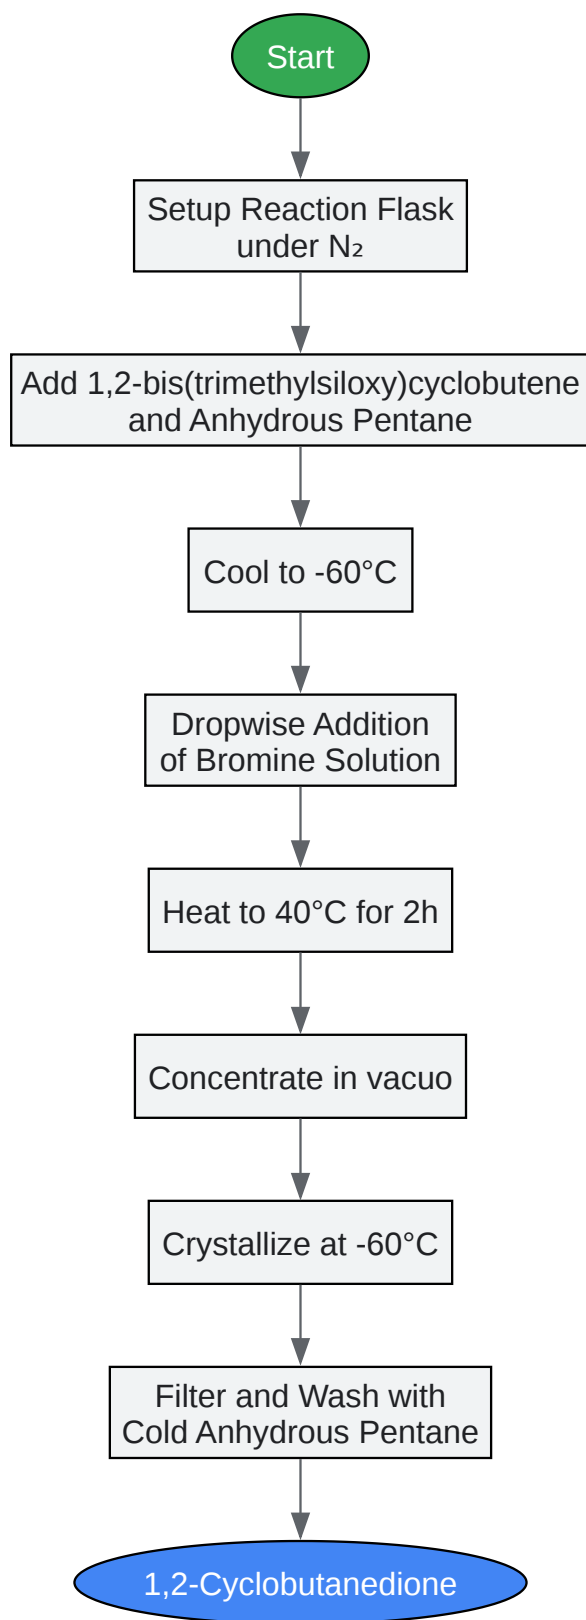 Start
Setup Reaction Flask
under N₂
Add 1,2-bis(trimethylsiloxy)cyclobutene
and Anhydrous Pentane
Cool to -60°C
Dropwise Addition
of Bromine Solution
Heat to 40°C for 2h
Concentrate in vacuo
Crystallize at -60°C
Filter and Wash with
Cold Anhydrous Pentane
1,2-Cyclobutanedione